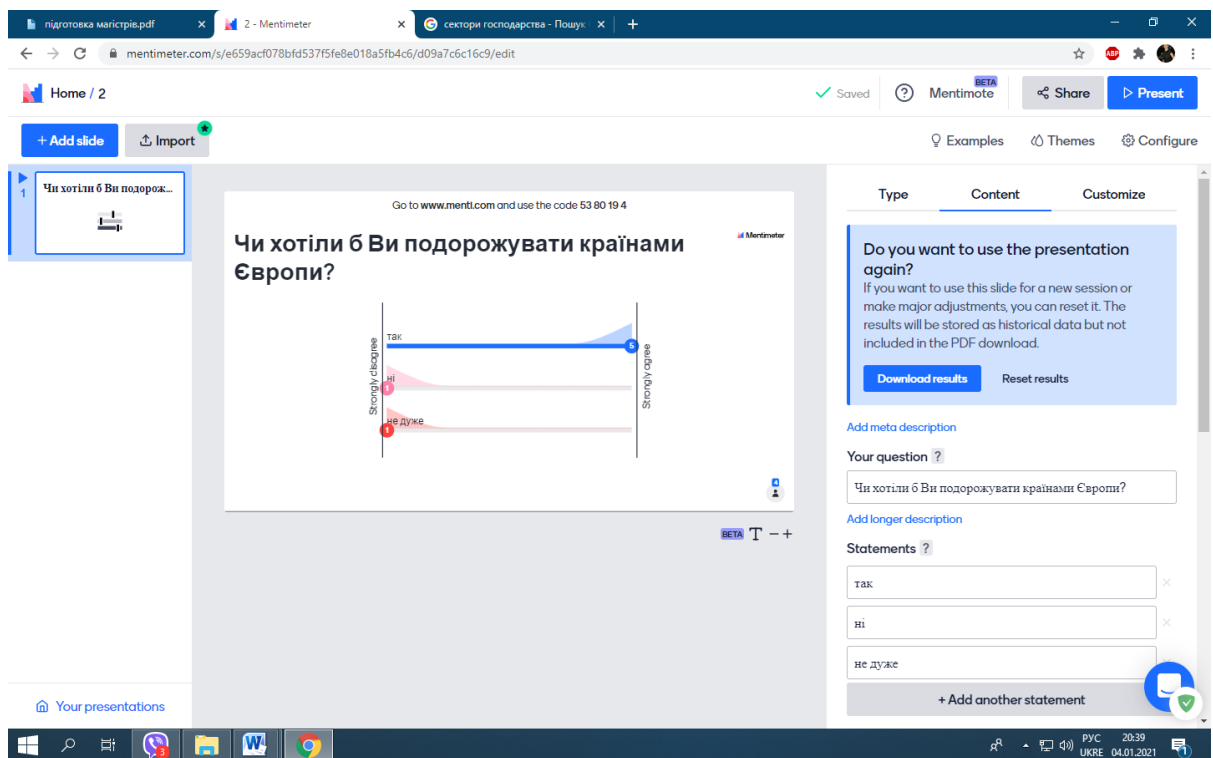 підготовка магістрів.pdf
2 - Mentimeter
сектори господарства - Пошук
mentimeter.com/s/e659acf078bfd537f5fe8e018a5fb4c6/d09a7c6c16c9/edit
ABP
Home / 2
Saved
?
Mentimote
BETA
Share
Present
+ Add slide
Import
Examples
Themes
Configure
1
Чи хотіли б Ви подорож...
Go to www.menti.com and use the code 53 80 19 4
Чи хотіли б Ви подорожувати країнами
Європи?
Mentimeter
Strongly disagree
так
5
ні
1
не дуже
1
Strongly agree
4
BETA T − +
Type
Content
Customize
Do you want to use the presentation
again?
If you want to use this slide for a new session or
make major adjustments, you can reset it. The
results will be stored as historical data but not
included in the PDF download.
Download results
Reset results
Add meta description
Your question ?
Чи хотіли б Ви подорожувати країнами Європи?
Add longer description
Statements ?
так
ні
не дуже
+ Add another statement
Your presentations
3
W
РУС
UKRE
20:39
04.01.2021
1